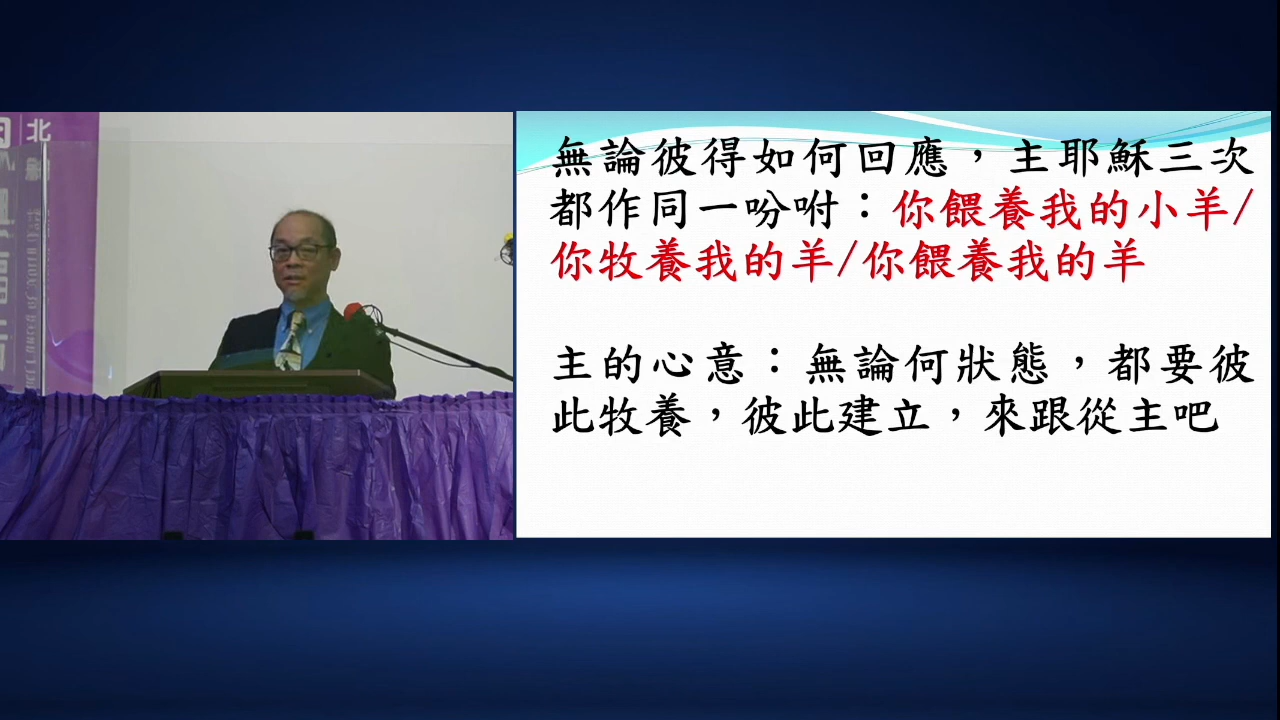 北
無論彼得如何回應，主耶穌三次
都作同一吩咐：你餵養我的小羊/
你牧養我的羊/你餵養我的羊
主的心意：無論何狀態，都要彼
此牧養，彼此建立，來跟從主吧